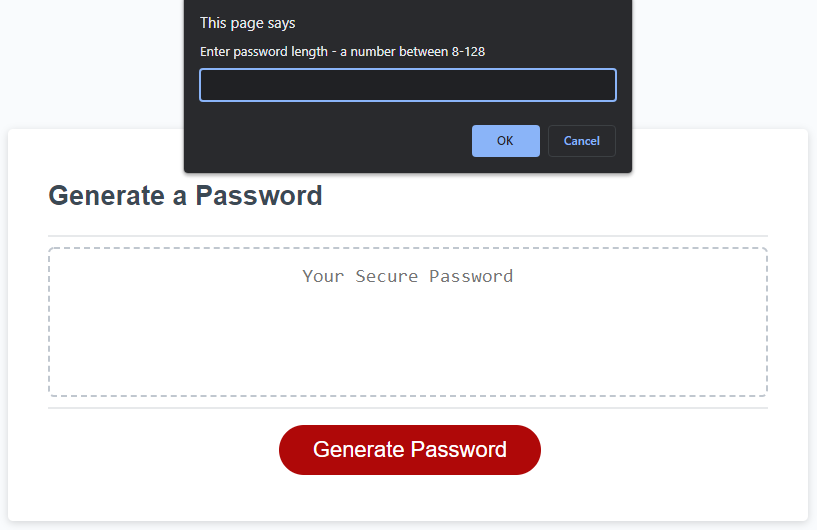 This page says
Enter password length - a number between 8-128
OK
Cancel
Generate a Password
Your Secure Password
Generate Password